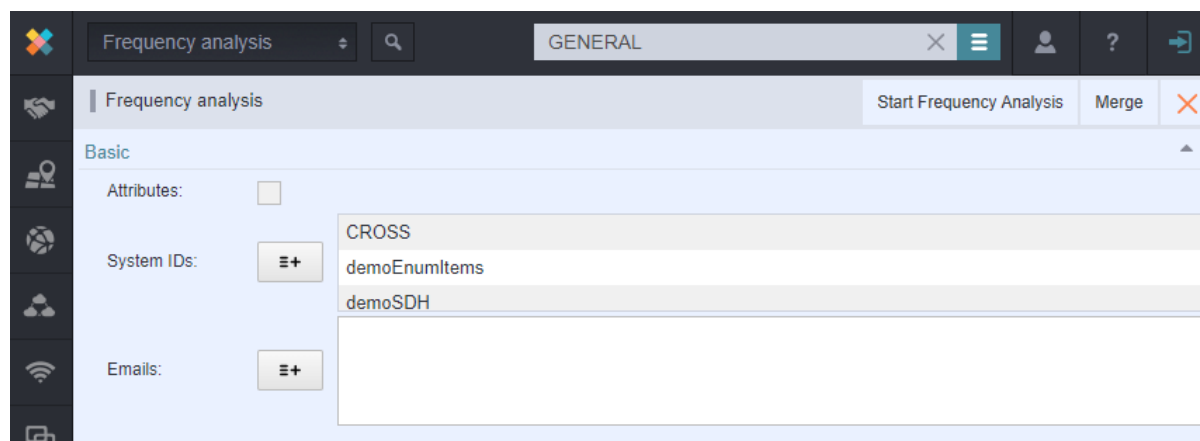 Frequency analysis
GENERAL
?
Frequency analysis
Start Frequency Analysis
Merge
Basic
Attributes:
System IDs:
CROSS
demoEnumItems
demoSDH
Emails: